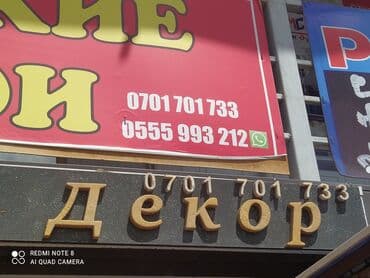 КИЕ
ОИ
0701 701 733
0555 993 212
0701 701 733
Декор
REDMI NOTE 8
AI QUAD CAMERA